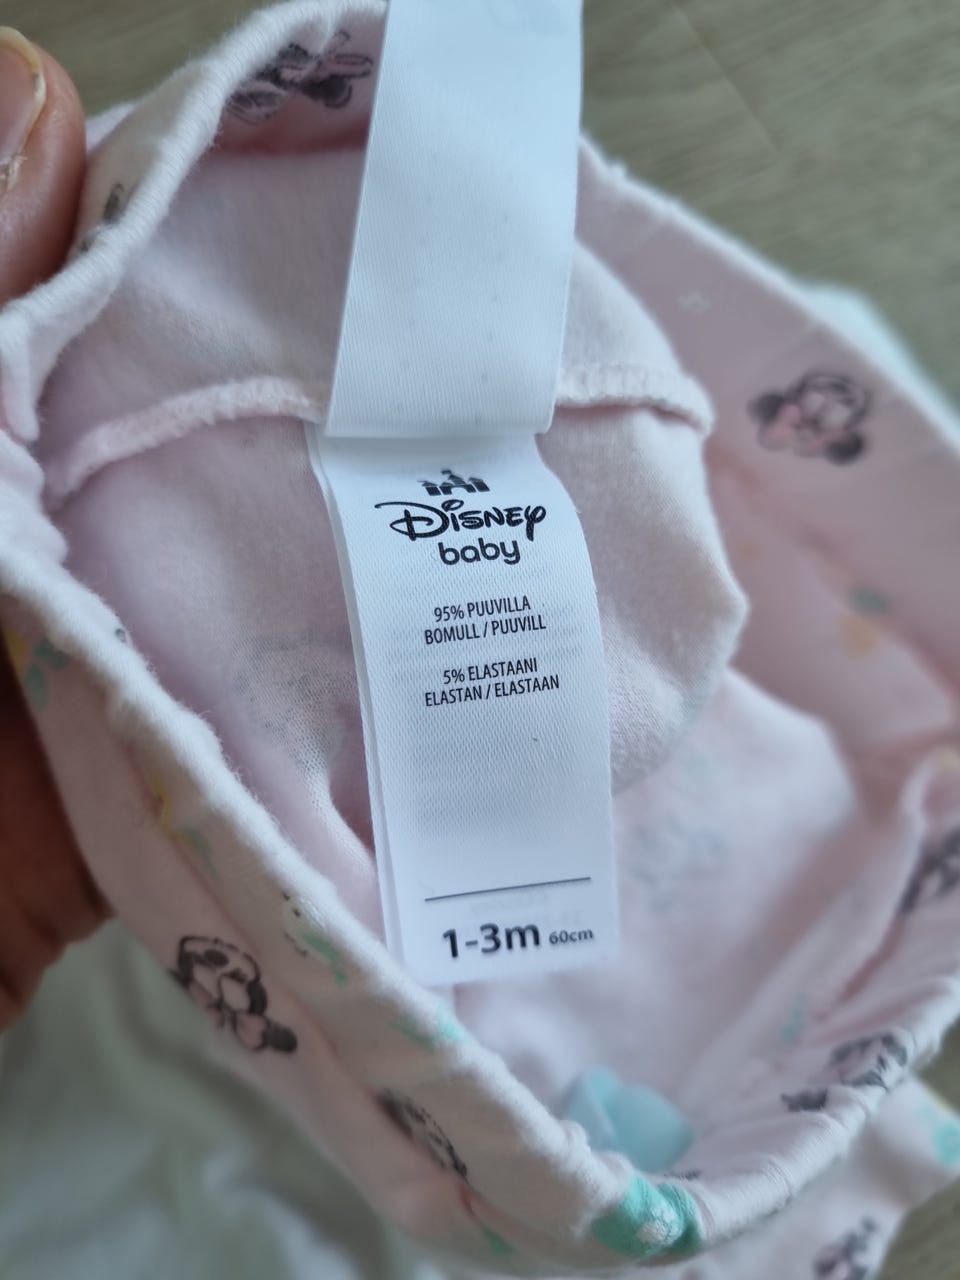 Disney
baby
95% PUUVILLA
BOMULL / PUUVILL
5% ELASTAANI
ELASTAN / ELASTAAN
1-3m 60cm